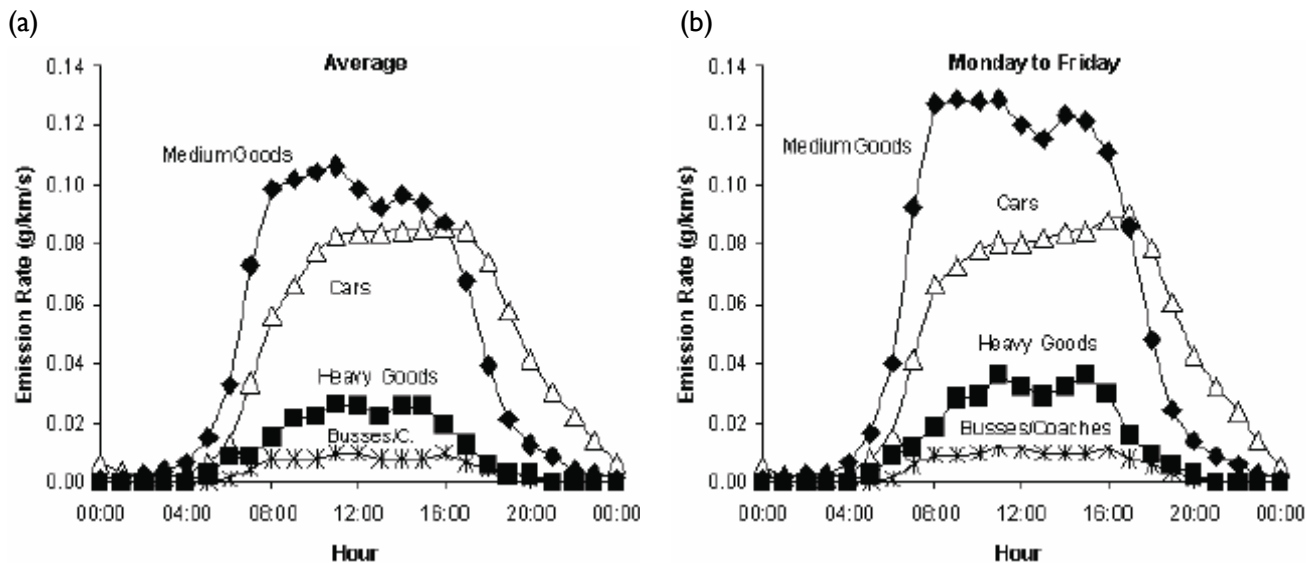 (a)
Average
Emission Rate (g/km/s)
0.14
0.12
0.10
0.08
0.06
0.04
0.02
0.00
MediumGoods
Cars
Heavy Goods
Busses/C.
00:00 04:00 08:00 12:00 16:00 20:00 00:00
Hour
(b)
Monday to Friday
Emission Rate (g/km/s)
0.14
0.12
0.10
0.08
0.06
0.04
0.02
0.00
MediumGoods
Cars
Heavy Goods
Busses/Coaches
00:00 04:00 08:00 12:00 16:00 20:00 00:00
Hour